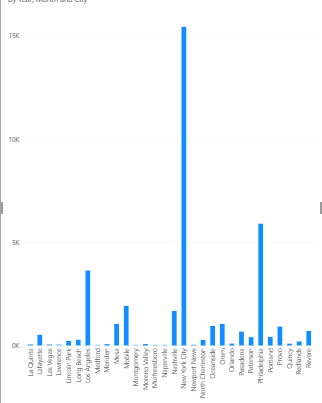 by Year, Month and City
15K
10K
5K
0K
La Quinta
Lafayette
Las Vegas
Lawrence
Lincoln Park
Long Beach
Los Angeles
Medford
Meriden
Mesa
Mobile
Montgomery
Moreno Valley
Murfreesboro
Naperville
Nashville
New York City
Newport News
North Charleston
Oceanside
Orem
Orlando
Pasadena
Paterson
Philadelphia
Portland
Provo
Quincy
Redlands
Revere